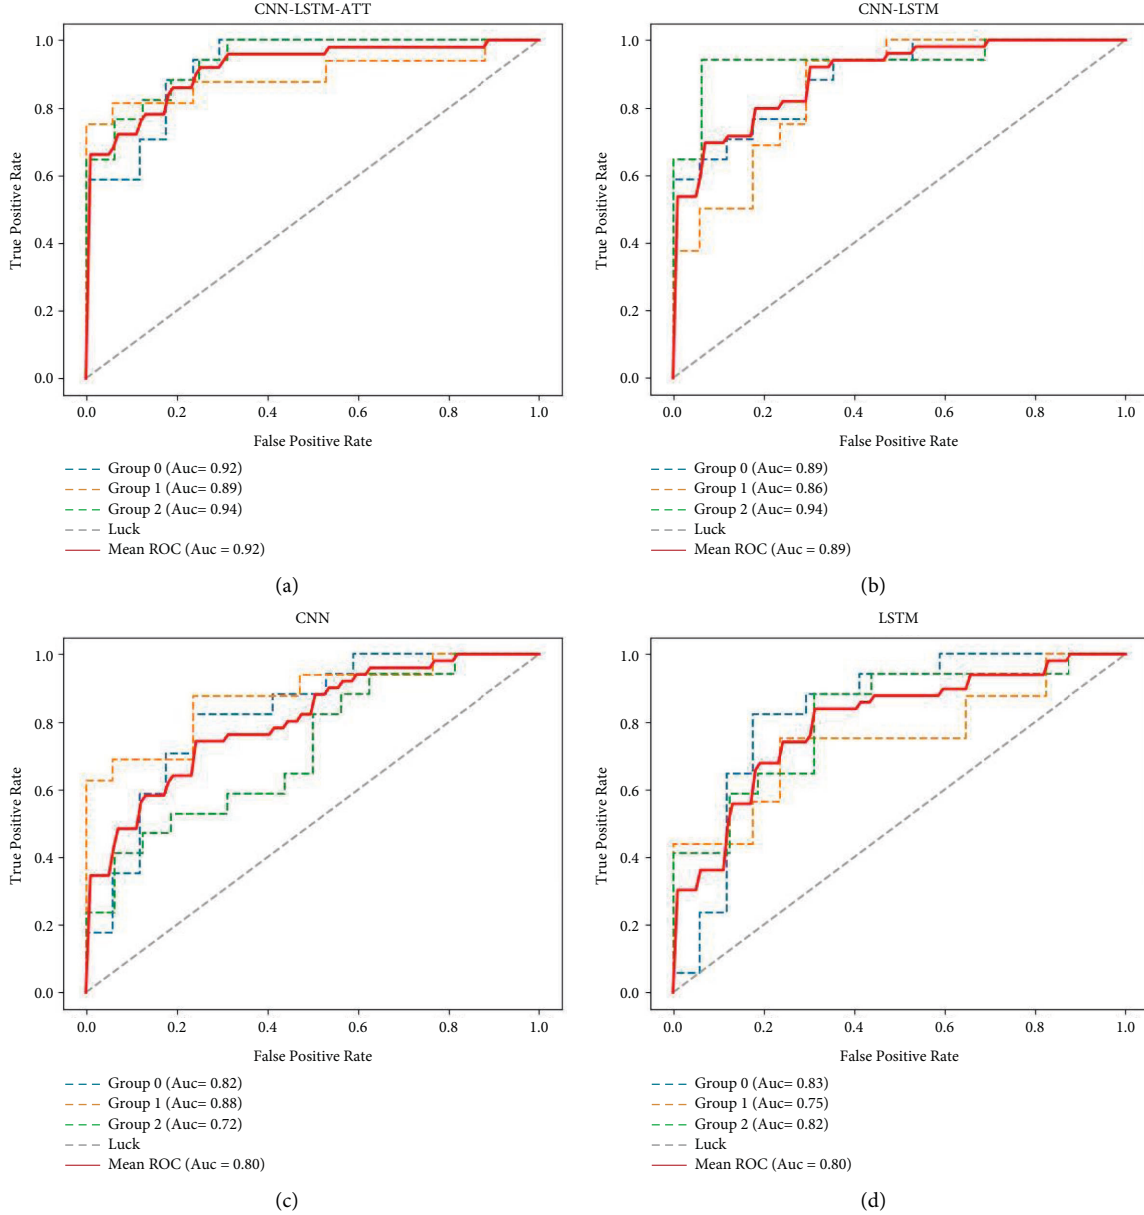 CNN-LSTM-ATT
1.0
0.8
0.6
0.4
0.2
0.0
True Positive Rate
0.0 0.2 0.4 0.6 0.8 1.0
False Positive Rate
Group 0 (Auc= 0.92)
Group 1 (Auc= 0.89)
Group 2 (Auc= 0.94)
Luck
Mean ROC (Auc = 0.92)
(a)
CNN-LSTM
1.0
0.8
0.6
0.4
0.2
0.0
True Positive Rate
0.0 0.2 0.4 0.6 0.8 1.0
False Positive Rate
Group 0 (Auc= 0.89)
Group 1 (Auc= 0.86)
Group 2 (Auc= 0.94)
Luck
Mean ROC (Auc = 0.89)
(b)
CNN
1.0
0.8
0.6
0.4
0.2
0.0
True Positive Rate
0.0 0.2 0.4 0.6 0.8 1.0
False Positive Rate
Group 0 (Auc= 0.82)
Group 1 (Auc= 0.88)
Group 2 (Auc= 0.72)
Luck
Mean ROC (Auc = 0.80)
(c)
LSTM
1.0
0.8
0.6
0.4
0.2
0.0
True Positive Rate
0.0 0.2 0.4 0.6 0.8 1.0
False Positive Rate
Group 0 (Auc= 0.83)
Group 1 (Auc= 0.75)
Group 2 (Auc= 0.82)
Luck
Mean ROC (Auc = 0.80)
(d)